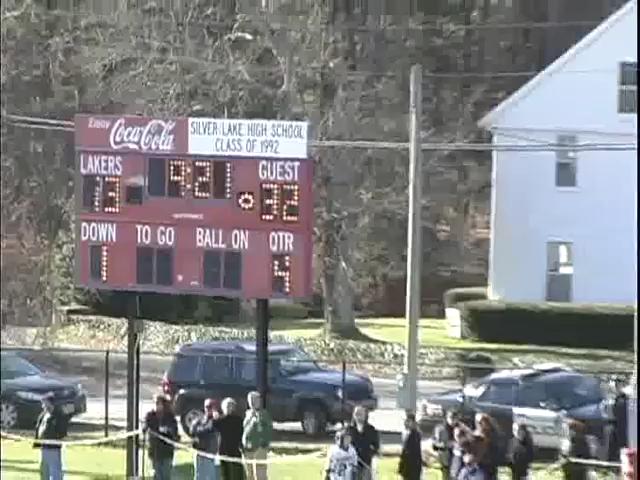 Enjoy Coca-Cola
SILVER LAKE HIGH SCHOOL
CLASS OF 1992
LAKERS 9:21 GUEST
13 32
DOWN TO GO BALL ON QTR
1 4